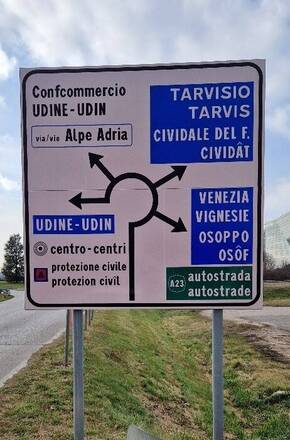 Confcommercio
UDINE-UDIN
via/vie Alpe Adria
TARVISIO
TARVIS
CIVIDALE DEL F.
CIVIDÂT
UDINE-UDIN
centro-centri
protezione civile
protezion civîl
VENEZIA
VIGNESIE
OSOPPO
OSÔF
A23
autostrada
autostrade